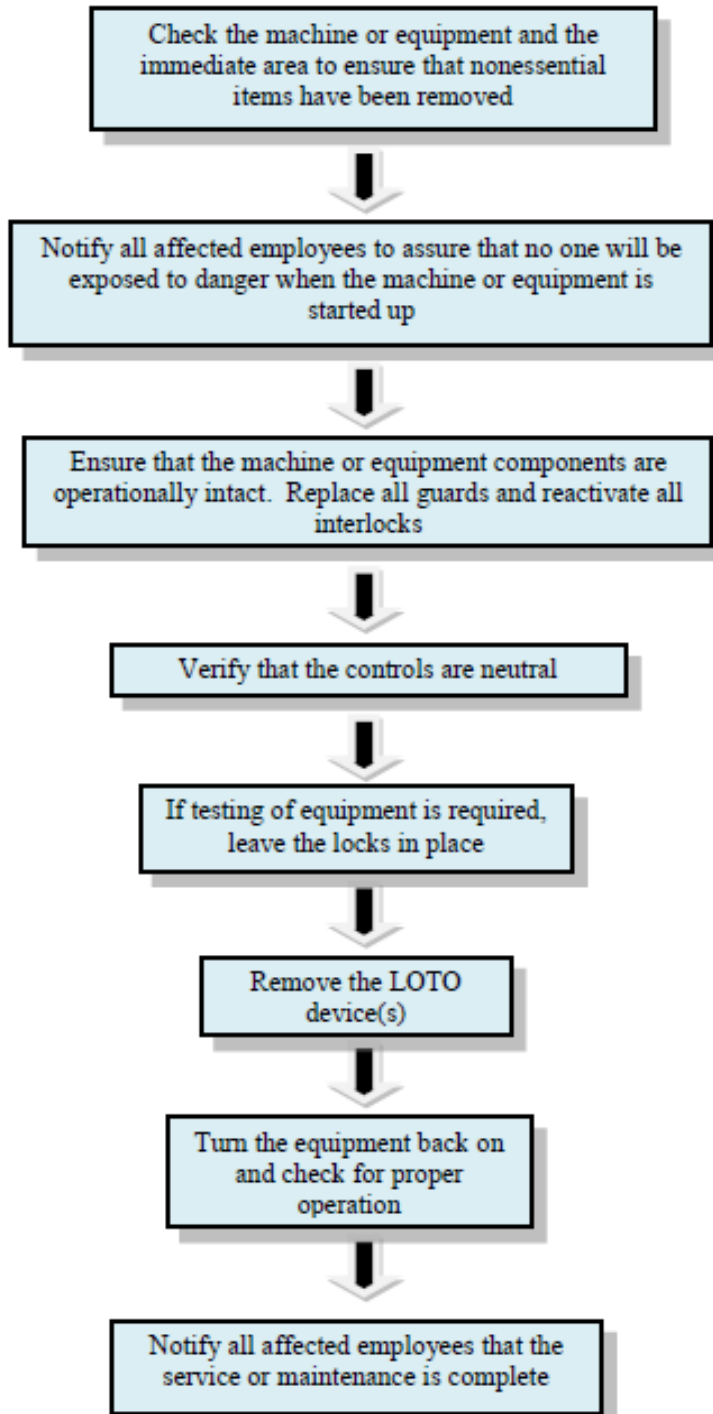 Check the machine or equipment and the
immediate area to ensure that nonessential
items have been removed
Notify all affected employees to assure that no one will be
exposed to danger when the machine or equipment is
started up
Ensure that the machine or equipment components are
operationally intact.  Replace all guards and reactivate all
interlocks
Verify that the controls are neutral
If testing of equipment is required,
leave the locks in place
Remove the LOTO
device(s)
Turn the equipment back on
and check for proper
operation
Notify all affected employees that the
service or maintenance is complete